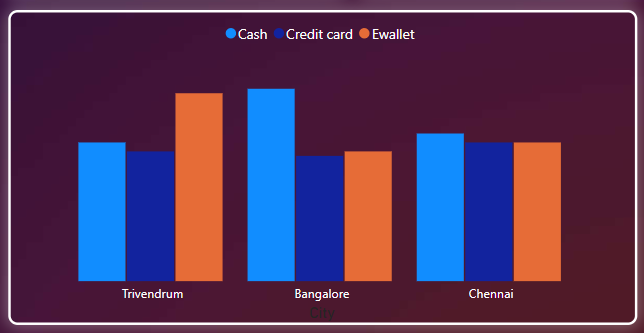 Cash Credit card Ewallet
Trivendrum Bangalore Chennai
City